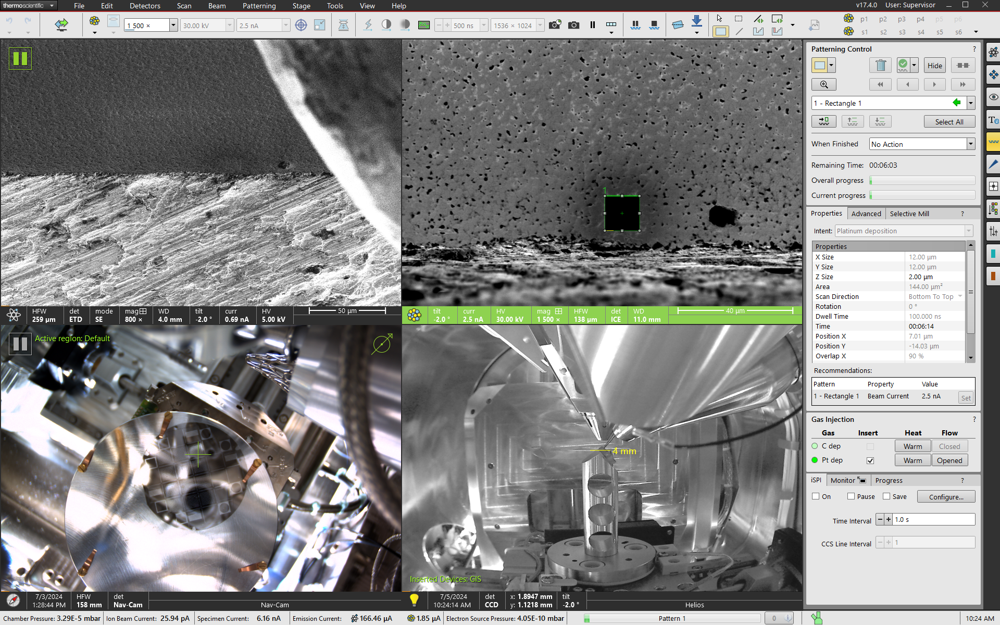 thermoscientific File Edit Detectors Scan Beam Patterning Stage Tools View Help v17.4.0 User: Supervisor
1 500 × 30.00 kV 2.5 nA 500 ns 1536 × 1024 p1 p2 p3 p4 p5 p6
s1 s2 s3 s4 s5 s6
1
HFW det mode mag WD tilt curr HV 50 µm
259 µm ETD SE 800 × 4.0 mm -2.0 ° 0.69 nA 5.00 kV
tilt curr HV mag HFW det WD 40 µm
-2.0 ° 2.5 nA 30.00 kV 1 500 × 138 µm ICE 11.0 mm
Active region: Default
7/3/2024 HFW det
1:28:44 PM 158 mm Nav-Cam Nav-Cam
4 mm
Inserted Devices: GIS
7/5/2024 det x: 1.8947 mm tilt
10:24:14 AM CCD y: 1.1218 mm -2.0 ° Helios
Patterning Control ?
Hide
1 - Rectangle 1
Select All
When Finished No Action
Remaining Time: 00:06:03
Overall progress
Current progress
Properties Advanced Selective Mill ?
Intent: Platinum deposition
Properties
X Size 12.00 µm
Y Size 12.00 µm
Z Size 2.00 µm
Area 144.00 µm²
Scan Direction Bottom To Top
Rotation 0 °
Dwell Time 100.000 ns
Time 00:06:14
Position X 7.01 µm
Position Y -14.03 µm
Overlap X 90 %
Recommendations:
Pattern Property Value
1 - Rectangle 1 Beam Current 2.5 nA Set
Gas Injection ?
Gas Insert Heat Flow
C dep Warm Closed
Pt dep Warm Opened
iSPI Monitor Progress ?
On Pause Save Configure...
Time Interval 1.0 s
CCS Line Interval 1
Chamber Pressure: 3.29E-5 mbar Ion Beam Current: 25.94 pA Specimen Current: 6.16 nA Emission Current: 166.46 µA 1.85 µA Electron Source Pressure: 4.05E-10 mbar Pattern 1 0 10:24 AM